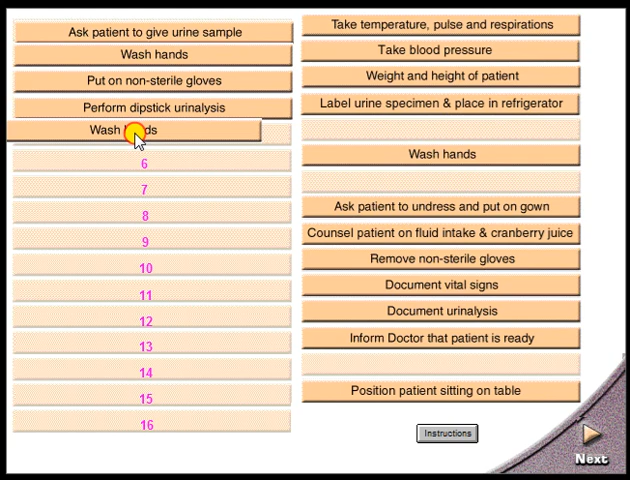 Ask patient to give urine sample
Wash hands
Put on non-sterile gloves
Perform dipstick urinalysis
Wash ds
6
7
8
9
10
11
12
13
14
15
16
Take temperature, pulse and respirations
Take blood pressure
Weight and height of patient
Label urine specimen & place in refrigerator
Wash hands
Ask patient to undress and put on gown
Counsel patient on fluid intake & cranberry juice
Remove non-sterile gloves
Document vital signs
Document urinalysis
Inform Doctor that patient is ready
Position patient sitting on table
Instructions
Next